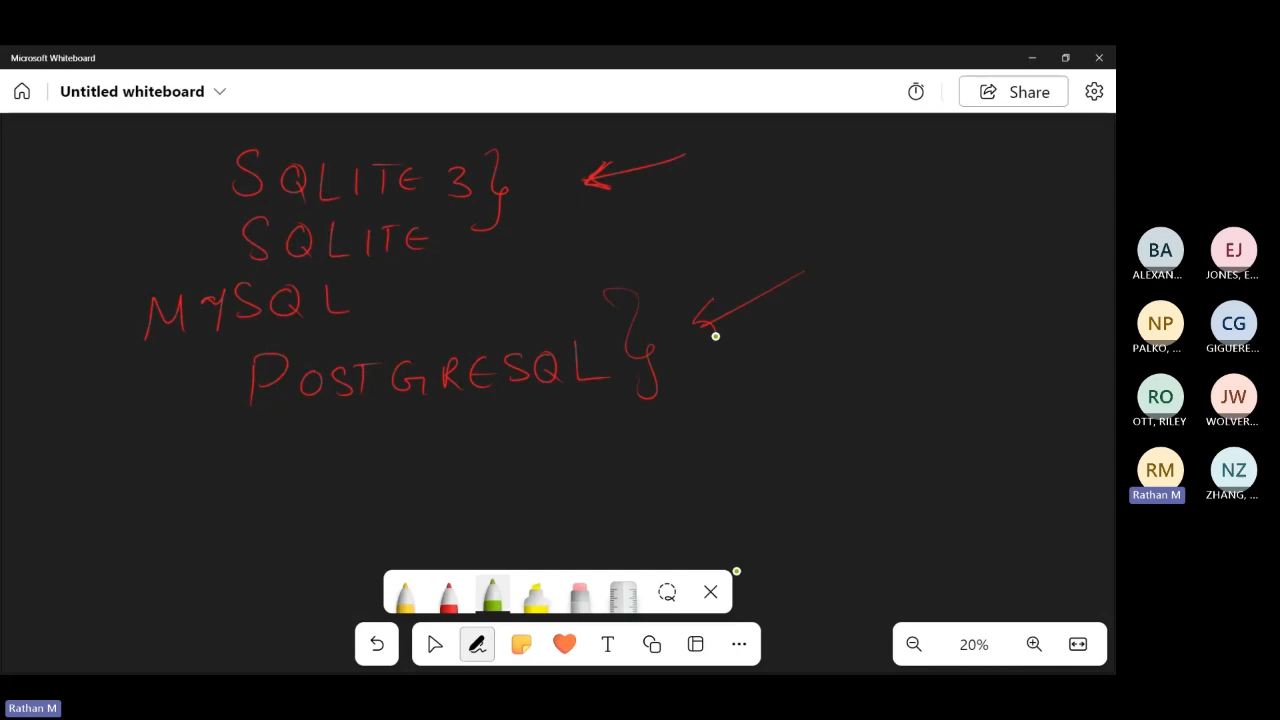 Microsoft Whiteboard
Untitled whiteboard
Share
SQLITE 3}
SQLITE
MySQL
POSTGRESQL}
BA
ALEXAN...
EJ
JONES, E...
NP
PALKO, ...
CG
GIGUERE...
RO
OTT, RILEY
JW
WOLVER...
RM
Rathan M
NZ
ZHANG, ...
T
20%
Rathan M